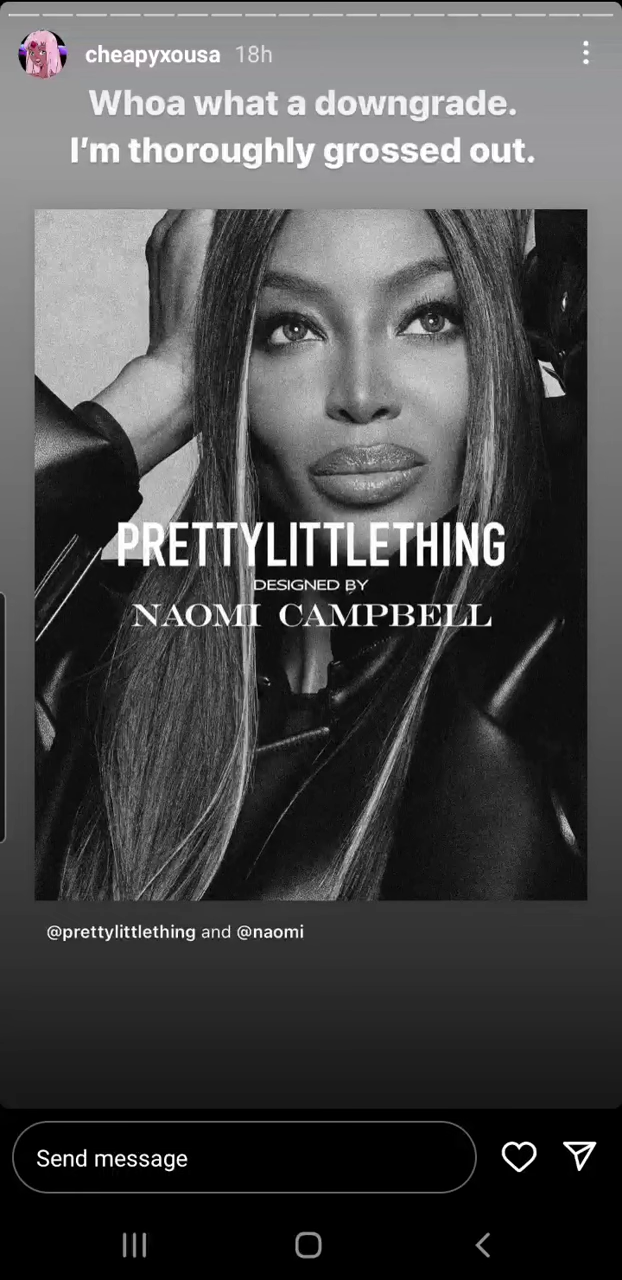 cheapyxousa 18h
Whoa what a downgrade.
I'm thoroughly grossed out.
PRETTYLITTLETHING
DESIGNED BY
NAOMI CAMPBELL
@prettylittlething and @naomi
Send message